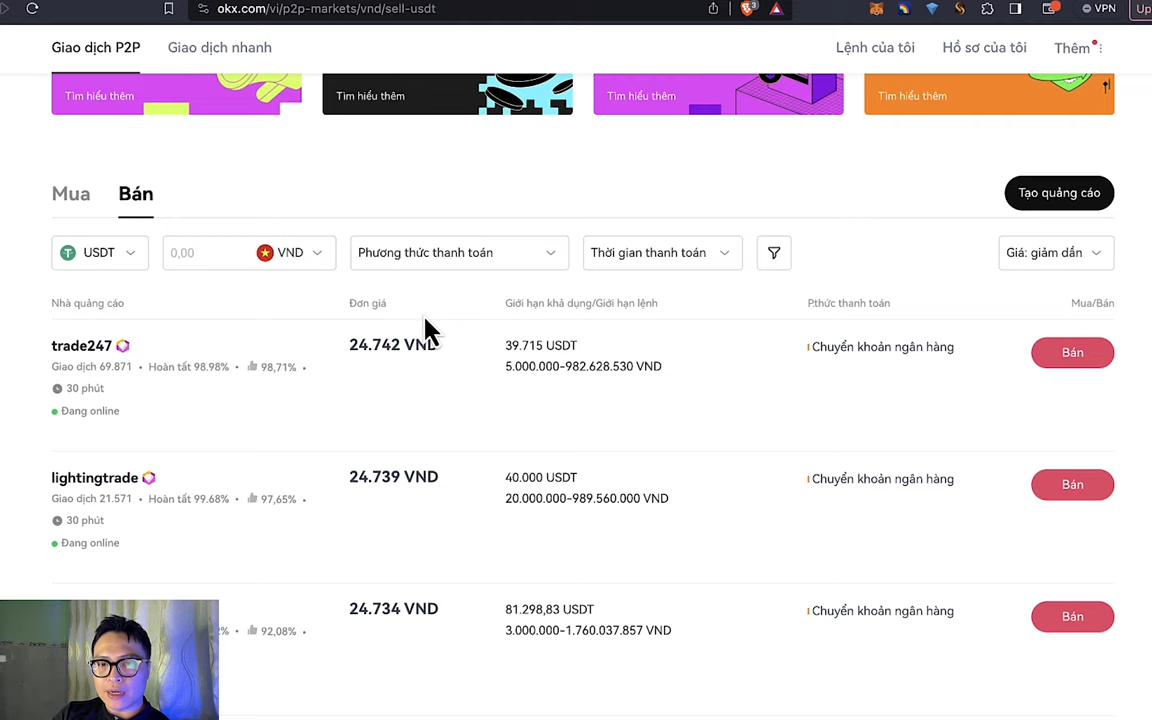 okx.com/vi/p2p-markets/vnd/sell-usdt
3
VPN
Up
Giao dịch P2P
Giao dịch nhanh
Lệnh của tôi
Hồ sơ của tôi
Thêm
Tìm hiểu thêm
Tìm hiểu thêm
Tìm hiểu thêm
Tìm hiểu thêm
Mua
Bán
Tạo quảng cáo
USDT
0,00
VND
Phương thức thanh toán
Thời gian thanh toán
Giá: giảm dần
Nhà quảng cáo
Đơn giá
Giới hạn khả dụng/Giới hạn lệnh
Pthức thanh toán
Mua/Bán
trade247
24.742 VND
39.715 USDT
Chuyển khoản ngân hàng
Bán
Giao dịch 69.871 • Hoàn tất 98.98% • 98,71% •
5.000.000-982.628.530 VND
30 phút
Đang online
lightingtrade
24.739 VND
40.000 USDT
Chuyển khoản ngân hàng
Bán
Giao dịch 21.571 • Hoàn tất 99.68% • 97,65% •
20.000.000-989.560.000 VND
30 phút
Đang online
24.734 VND
81.298,83 USDT
Chuyển khoản ngân hàng
Bán
% • 92,08% •
3.000.000-1.760.037.857 VND